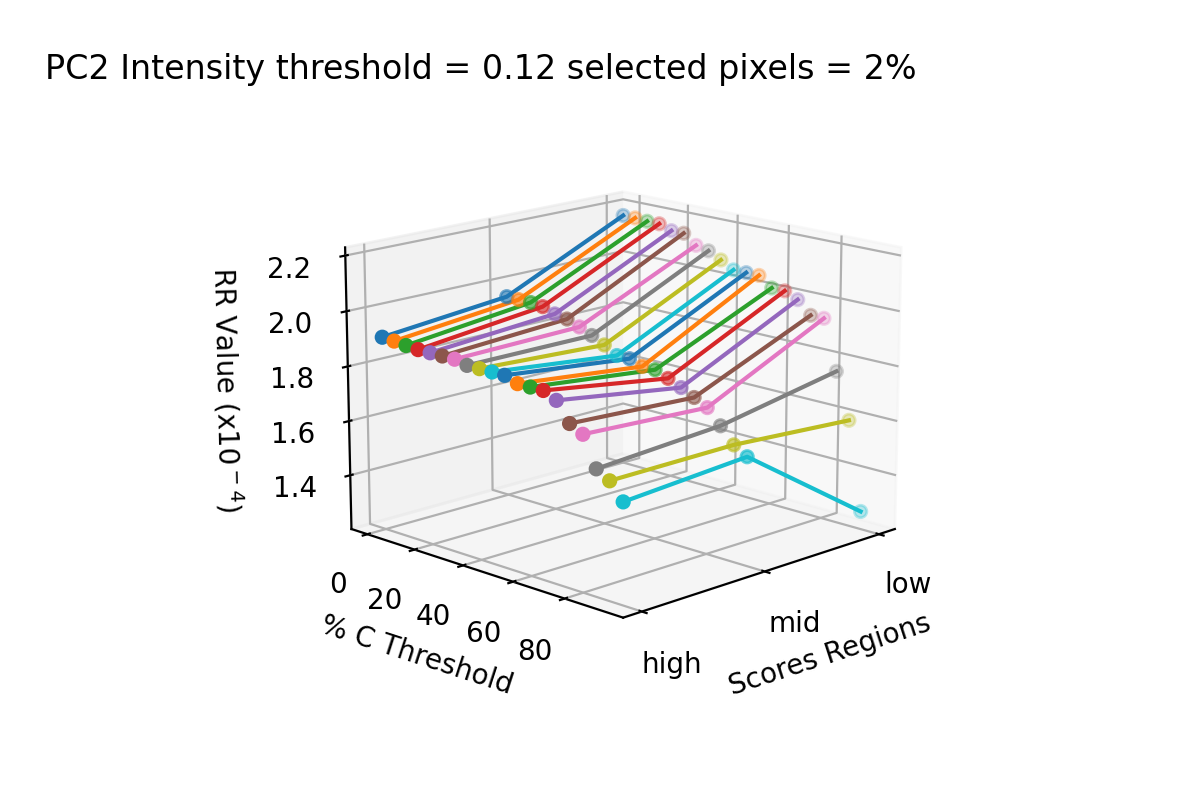 PC2 Intensity threshold = 0.12 selected pixels = 2%
2.2
2.0
1.8
1.6
1.4
RR Value (x10⁻⁴)
0
20
40
60
80
% C Threshold
high
mid
low
Scores Regions